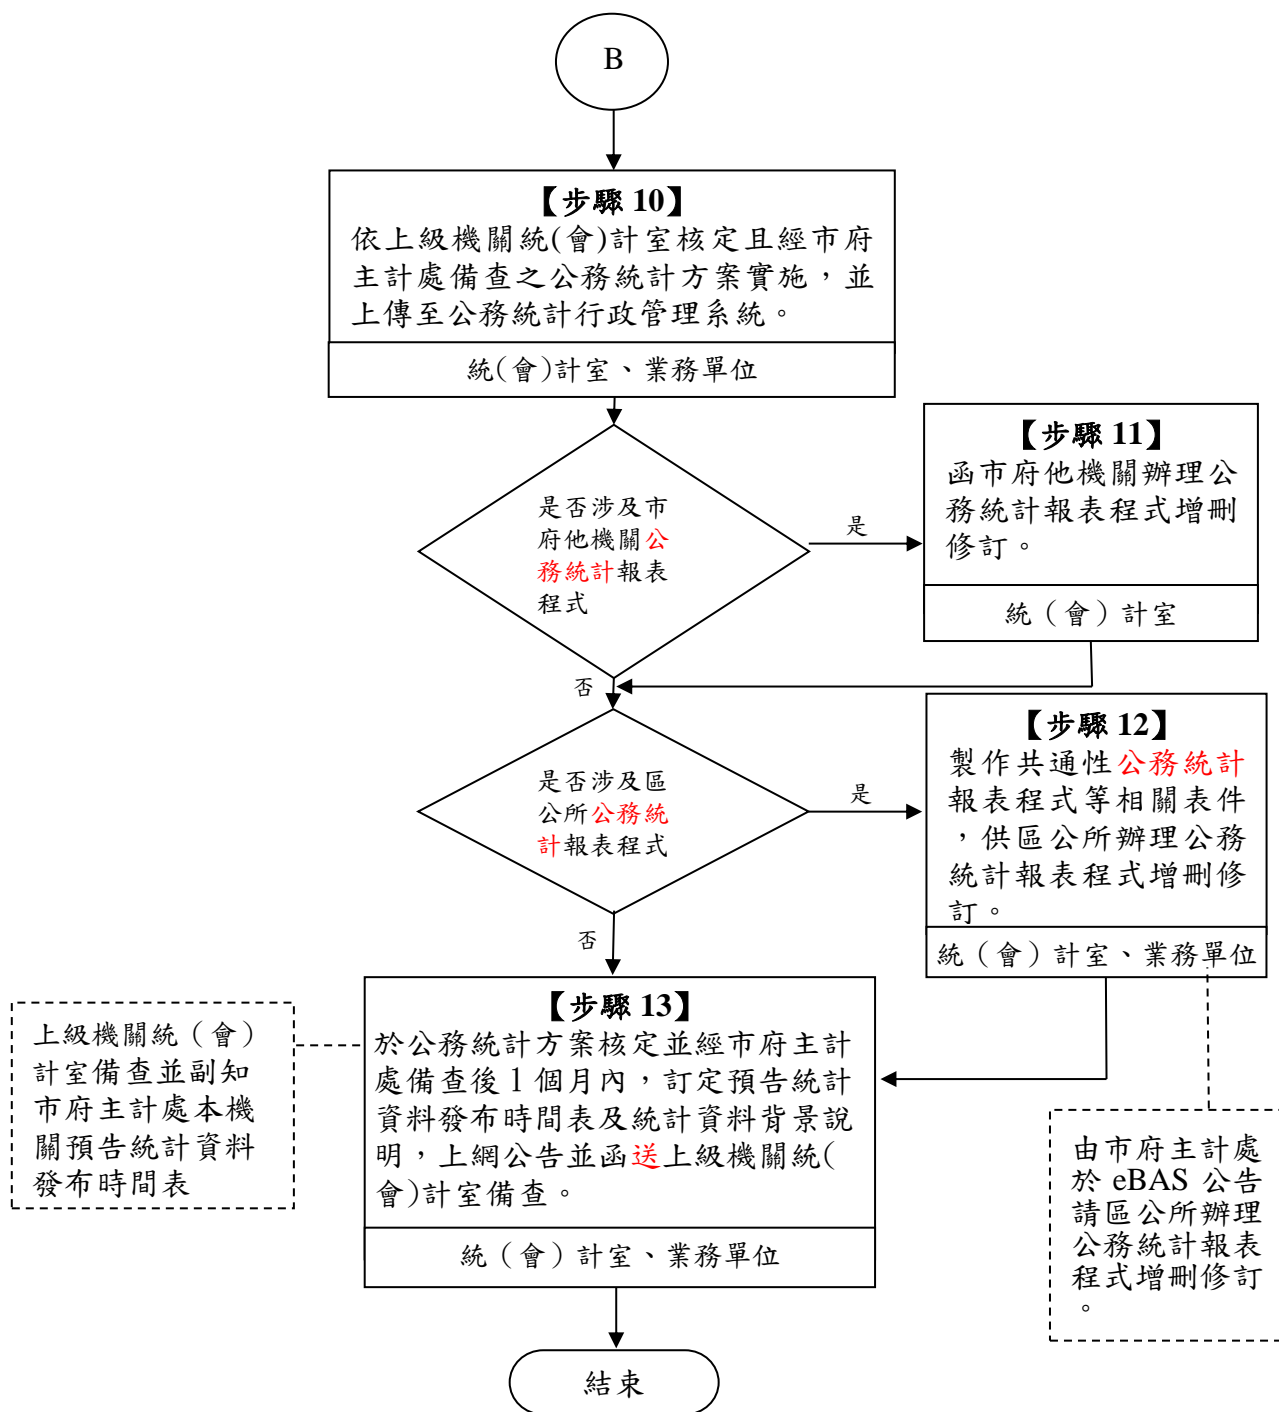 B
【步驟 10】
依上級機關統(會)計室核定且經市府
主計處備查之公務統計方案實施，並
上傳至公務統計行政管理系統。
統(會)計室、業務單位
是否涉及市
府他機關公
務統計報表
程式
是
【步驟 11】
函市府他機關辦理公
務統計報表程式增刪
修訂。
統（會）計室
否
是否涉及區
公所公務統
計報表程式
是
【步驟 12】
製作共通性公務統計
報表程式等相關表件
，供區公所辦理公務
統計報表程式增刪修
訂。
統（會）計室、業務單位
否
【步驟 13】
於公務統計方案核定並經市府主計
處備查後 1 個月內，訂定預告統計
資料發布時間表及統計資料背景說
明，上網公告並函送上級機關統(
會)計室備查。
統（會）計室、業務單位
上級機關統（會）
計室備查並副知
市府主計處本機
關預告統計資料
發布時間表
由市府主計處
於 eBAS 公告
請區公所辦理
公務統計報表
程式增刪修訂
。
結束